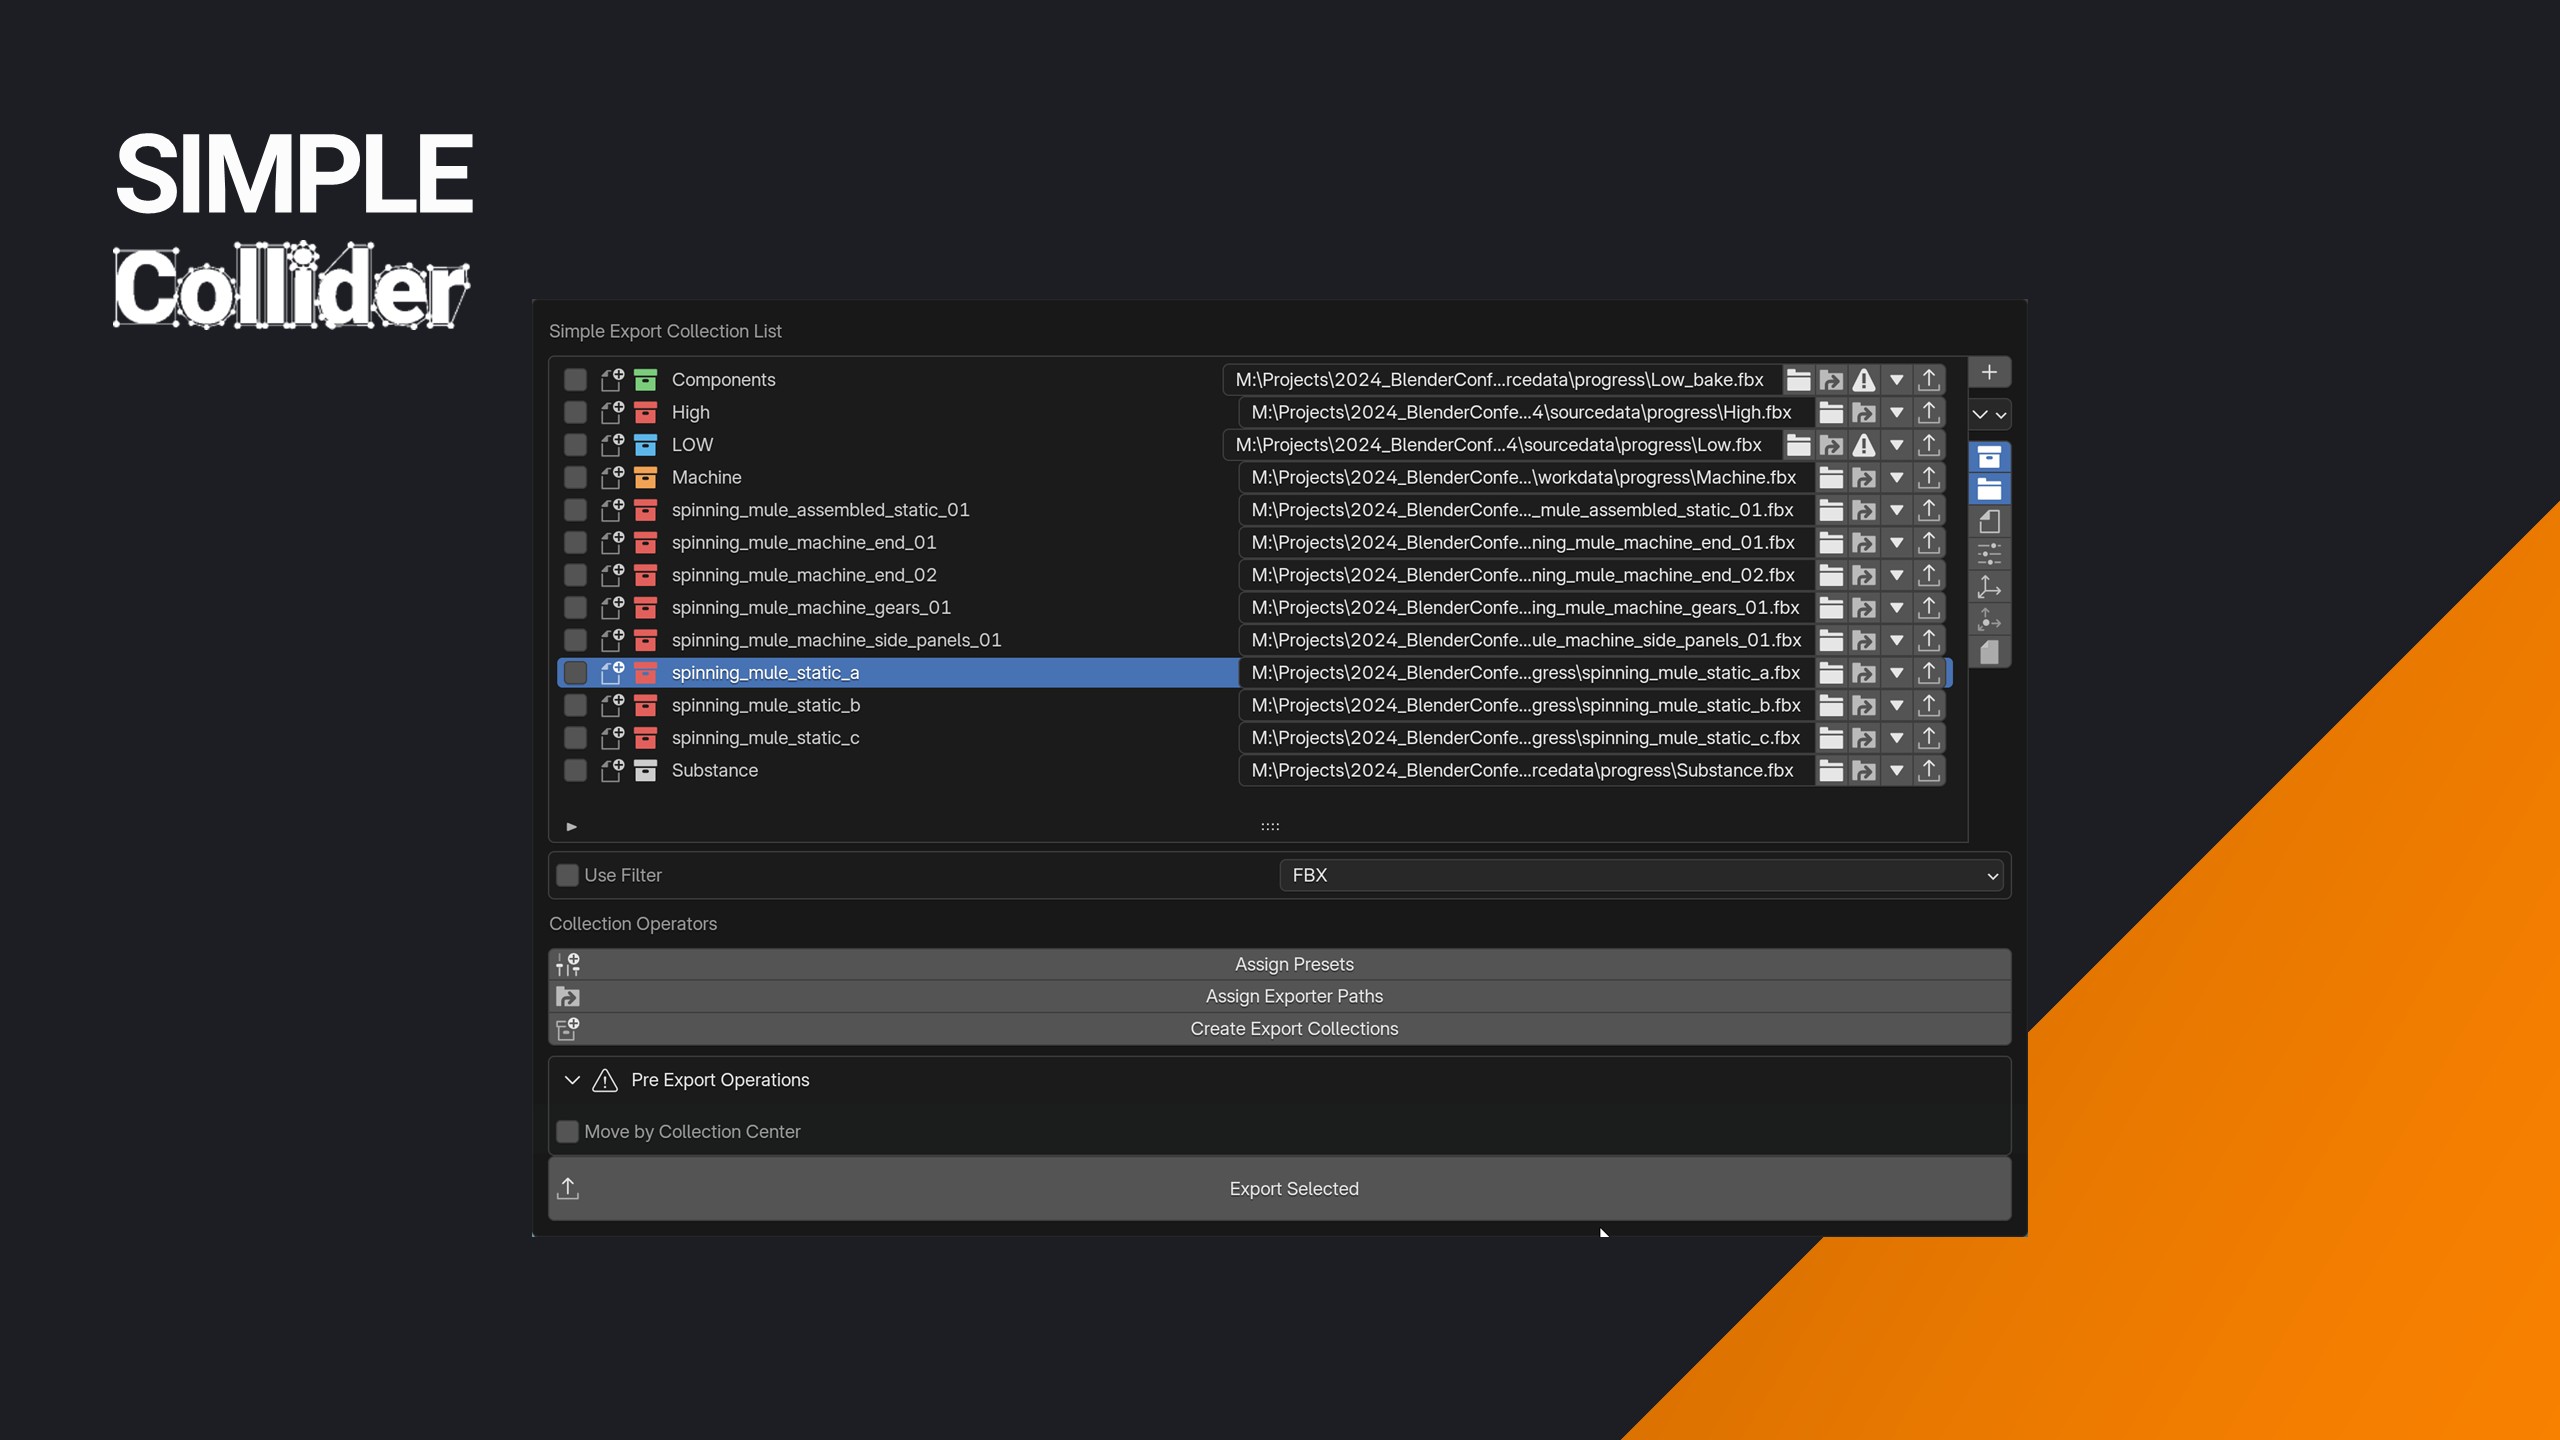 SIMPLE
Collider
Simple Export Collection List
Components M:\Projects\2024_BlenderConf...rcedata\progress\Low_bake.fbx
High M:\Projects\2024_BlenderConfe...4\sourcedata\progress\High.fbx
LOW M:\Projects\2024_BlenderConf...4\sourcedata\progress\Low.fbx
Machine M:\Projects\2024_BlenderConfe...\workdata\progress\Machine.fbx
spinning_mule_assembled_static_01 M:\Projects\2024_BlenderConfe..._mule_assembled_static_01.fbx
spinning_mule_machine_end_01 M:\Projects\2024_BlenderConfe...ning_mule_machine_end_01.fbx
spinning_mule_machine_end_02 M:\Projects\2024_BlenderConfe...ning_mule_machine_end_02.fbx
spinning_mule_machine_gears_01 M:\Projects\2024_BlenderConfe...ing_mule_machine_gears_01.fbx
spinning_mule_machine_side_panels_01 M:\Projects\2024_BlenderConfe...ule_machine_side_panels_01.fbx
spinning_mule_static_a M:\Projects\2024_BlenderConfe...gress\spinning_mule_static_a.fbx
spinning_mule_static_b M:\Projects\2024_BlenderConfe...gress\spinning_mule_static_b.fbx
spinning_mule_static_c M:\Projects\2024_BlenderConfe...gress\spinning_mule_static_c.fbx
Substance M:\Projects\2024_BlenderConfe...rcedata\progress\Substance.fbx
Use Filter FBX
Collection Operators
Assign Presets
Assign Exporter Paths
Create Export Collections
Pre Export Operations
Move by Collection Center
Export Selected